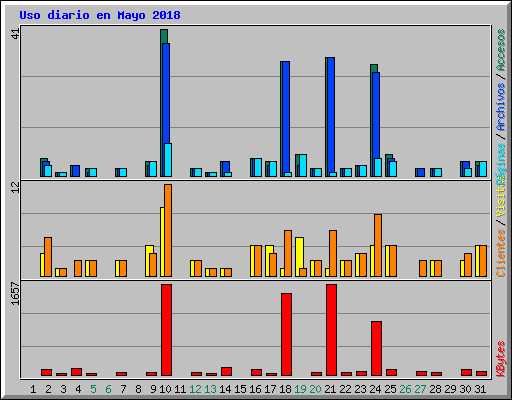 Uso diario en Mayo 2018
41
12
1657
Clientes / Visitas
Páginas / Archivos / Accesos
KBytes
1 2 3 4 5 6 7 8 9 10 11 12 13 14 15 16 17 18 19 20 21 22 23 24 25 26 27 28 29 30 31